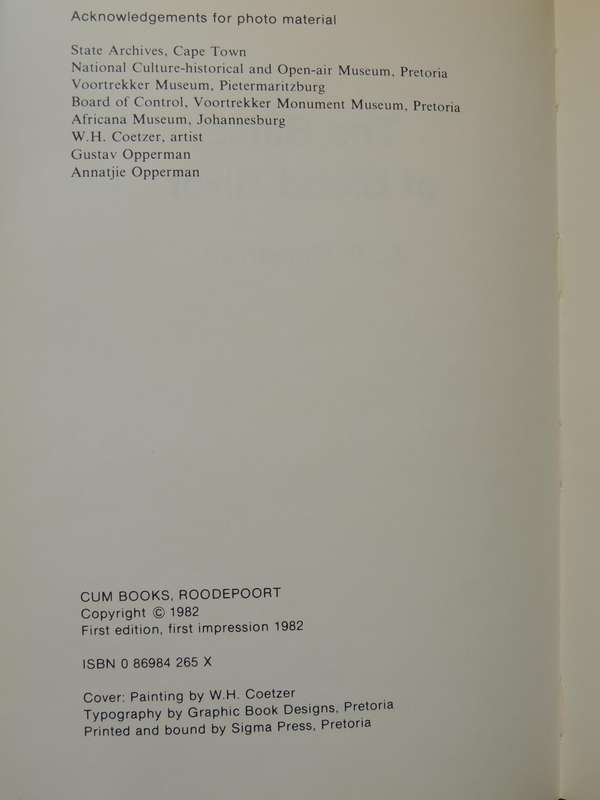 Acknowledgements for photo material
State Archives, Cape Town
National Culture-historical and Open-air Museum, Pretoria
Voortrekker Museum, Pietermaritzburg
Board of Control, Voortrekker Monument Museum, Pretoria
Africana Museum, Johannesburg
W.H. Coetzer, artist
Gustav Opperman
Annatjie Opperman
CUM BOOKS, ROODEPOORT
Copyright © 1982
First edition, first impression 1982
ISBN 0 86984 265 X
Cover: Painting by W.H. Coetzer
Typography by Graphic Book Designs, Pretoria
Printed and bound by Sigma Press, Pretoria